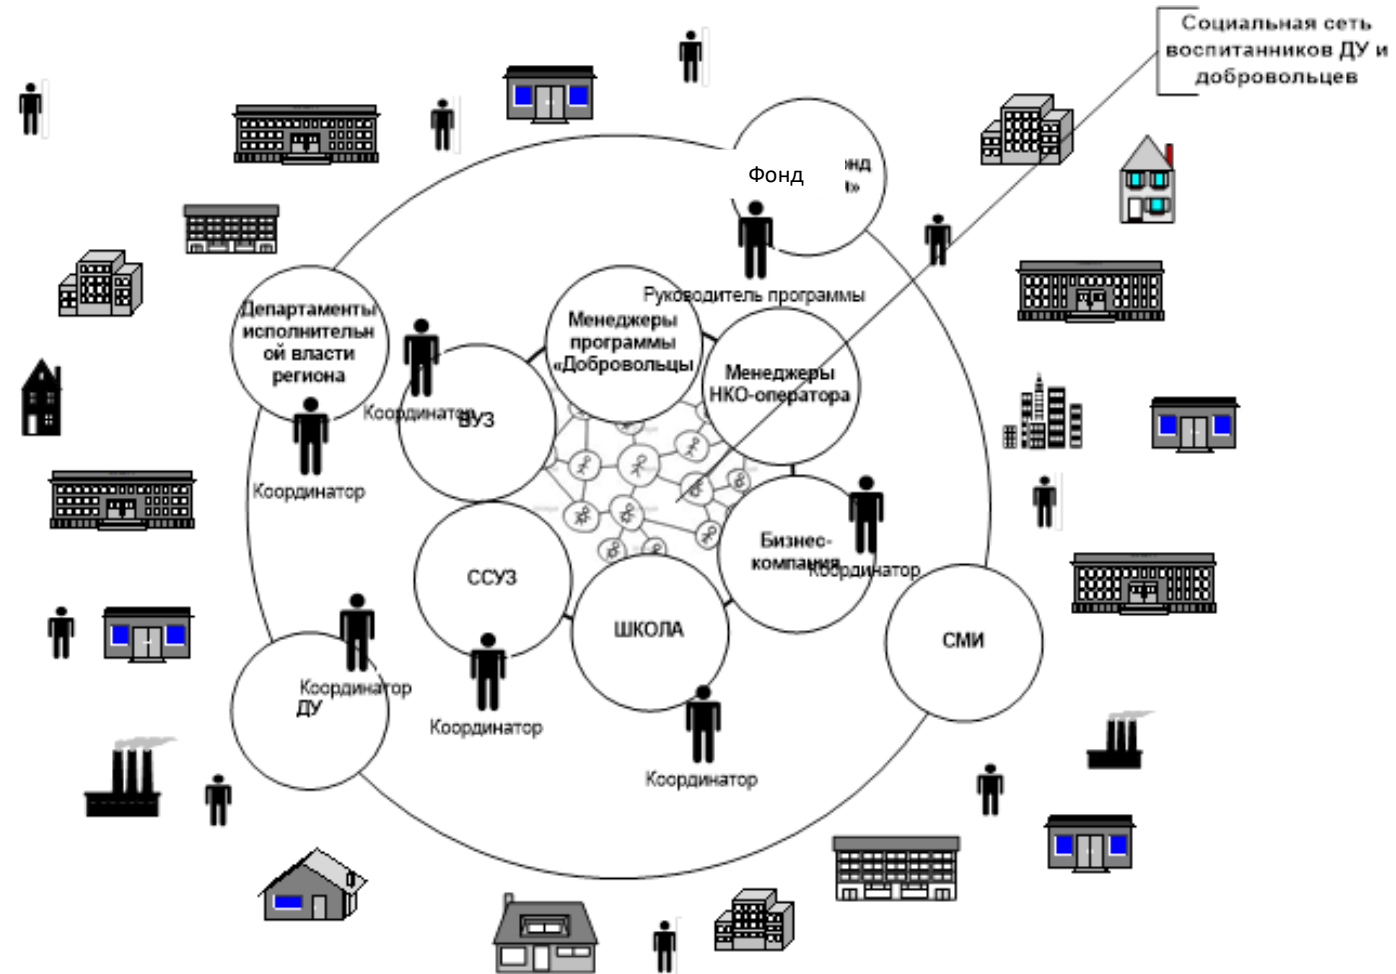 Социальная сеть
воспитанников ДУ и
добровольцев
Фонд
Руководитель программы
Департаменты
исполнительн
ой власти
региона
Координатор
Координатор
ВУЗ
Менеджеры
программы
«Добровольцы
Менеджеры
НКО-оператора
Бизнес-
компания
Координатор
ССУЗ
Координатор
ШКОЛА
Координатор
СМИ
Координатор
ДУ